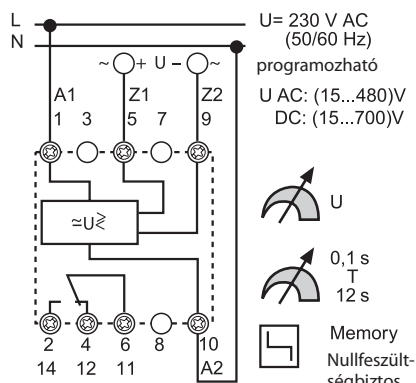 L
N
U= 230 V AC
(50/60 Hz)
~ + U – ~
programozható
A1 Z1 Z2
U AC: (15...480)V
1 3 5 7 9
DC: (15...700)V
≂U≷
U
0,1 s
T
12 s
2 4 6 8 10
14 12 11 A2
Memory
Nullfeszült-
ségbiztos